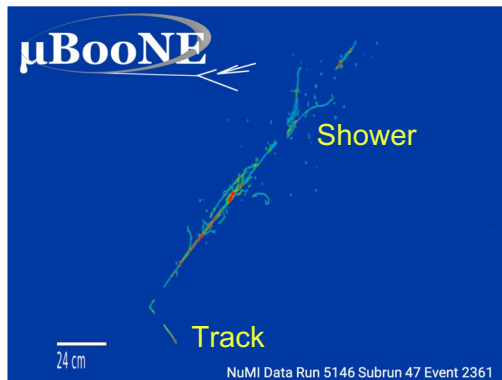 µBooNE
Shower
Track
24 cm
NuMI Data Run 5146 Subrun 47 Event 2361